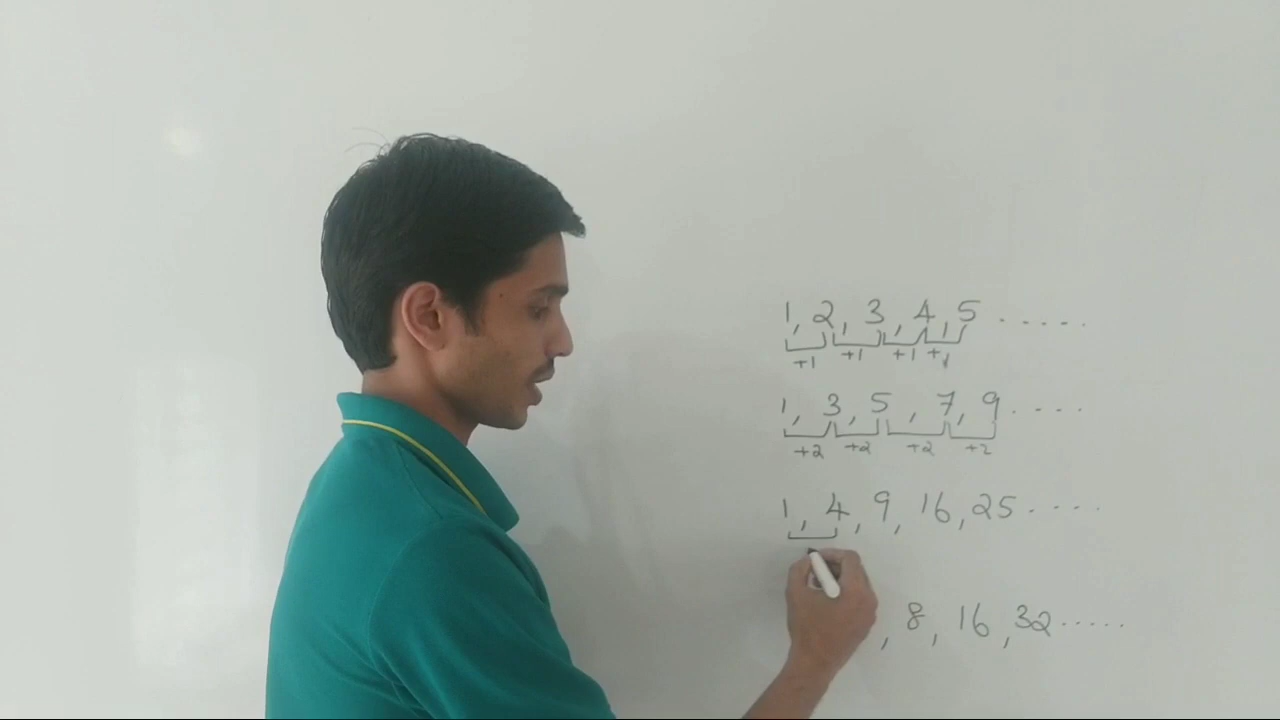 1, 2, 3, 4, 5 . . . . .
+1 +1 +1 +1
1, 3, 5, 7, 9 . . . .
+2 +2 +2 +2
1, 4, 9, 16, 25 . . . .
, 8, 16, 32 . . . . .